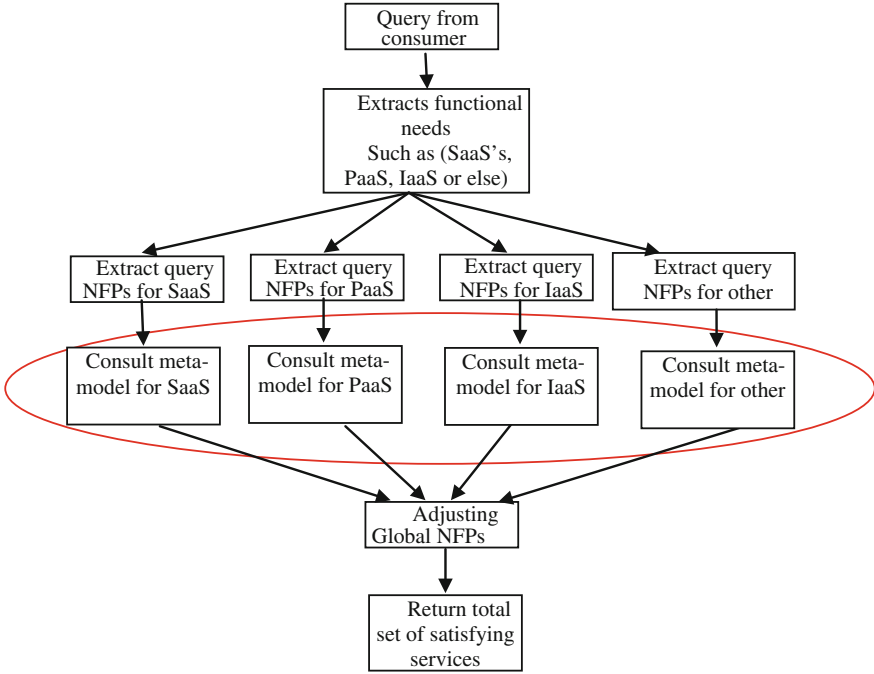 Query from
consumer
Extracts functional
needs
Such as (SaaS's,
PaaS, IaaS or else)
Extract query
NFPs for SaaS
Extract query
NFPs for PaaS
Extract query
NFPs for IaaS
Extract query
NFPs for other
Consult meta-
model for SaaS
Consult meta-
model for PaaS
Consult meta-
model for IaaS
Consult meta-
model for other
Adjusting
Global NFPs
Return total
set of satisfying
services